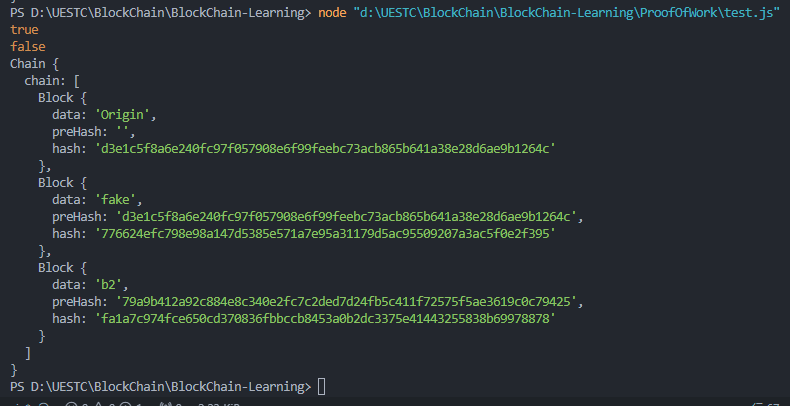 PS D:\UESTC\BlockChain\BlockChain-Learning> node "d:\UESTC\BlockChain\BlockChain-Learning\ProofOfWork\test.js"
true
false
Chain {
  chain: [
    Block {
      data: 'Origin',
      preHash: '',
      hash: 'd3e1c5f8a6e240fc97f057908e6f99feebc73acb865b641a38e28d6ae9b1264c'
    },
    Block {
      data: 'fake',
      preHash: 'd3e1c5f8a6e240fc97f057908e6f99feebc73acb865b641a38e28d6ae9b1264c',
      hash: '776624efc798e98a147d5385e571a7e95a31179d5ac95509207a3ac5f0e2f395'
    },
    Block {
      data: 'b2',
      preHash: '79a9b412a92c884e8c340e2fc7c2ded7d24fb5c411f72575f5ae3619c0c79425',
      hash: 'fa1a7c974fce650cd370836fbbccb8453a0b2dc3375e41443255838b69978878'
    }
  ]
}
PS D:\UESTC\BlockChain\BlockChain-Learning>